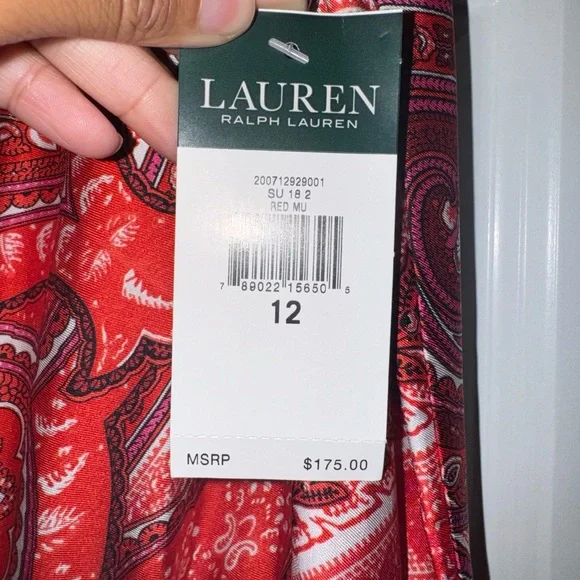 LAUREN
RALPH LAUREN
200712929001
SU 18 2
RED MU
7 89022 15650 5
12
MSRP $175.00